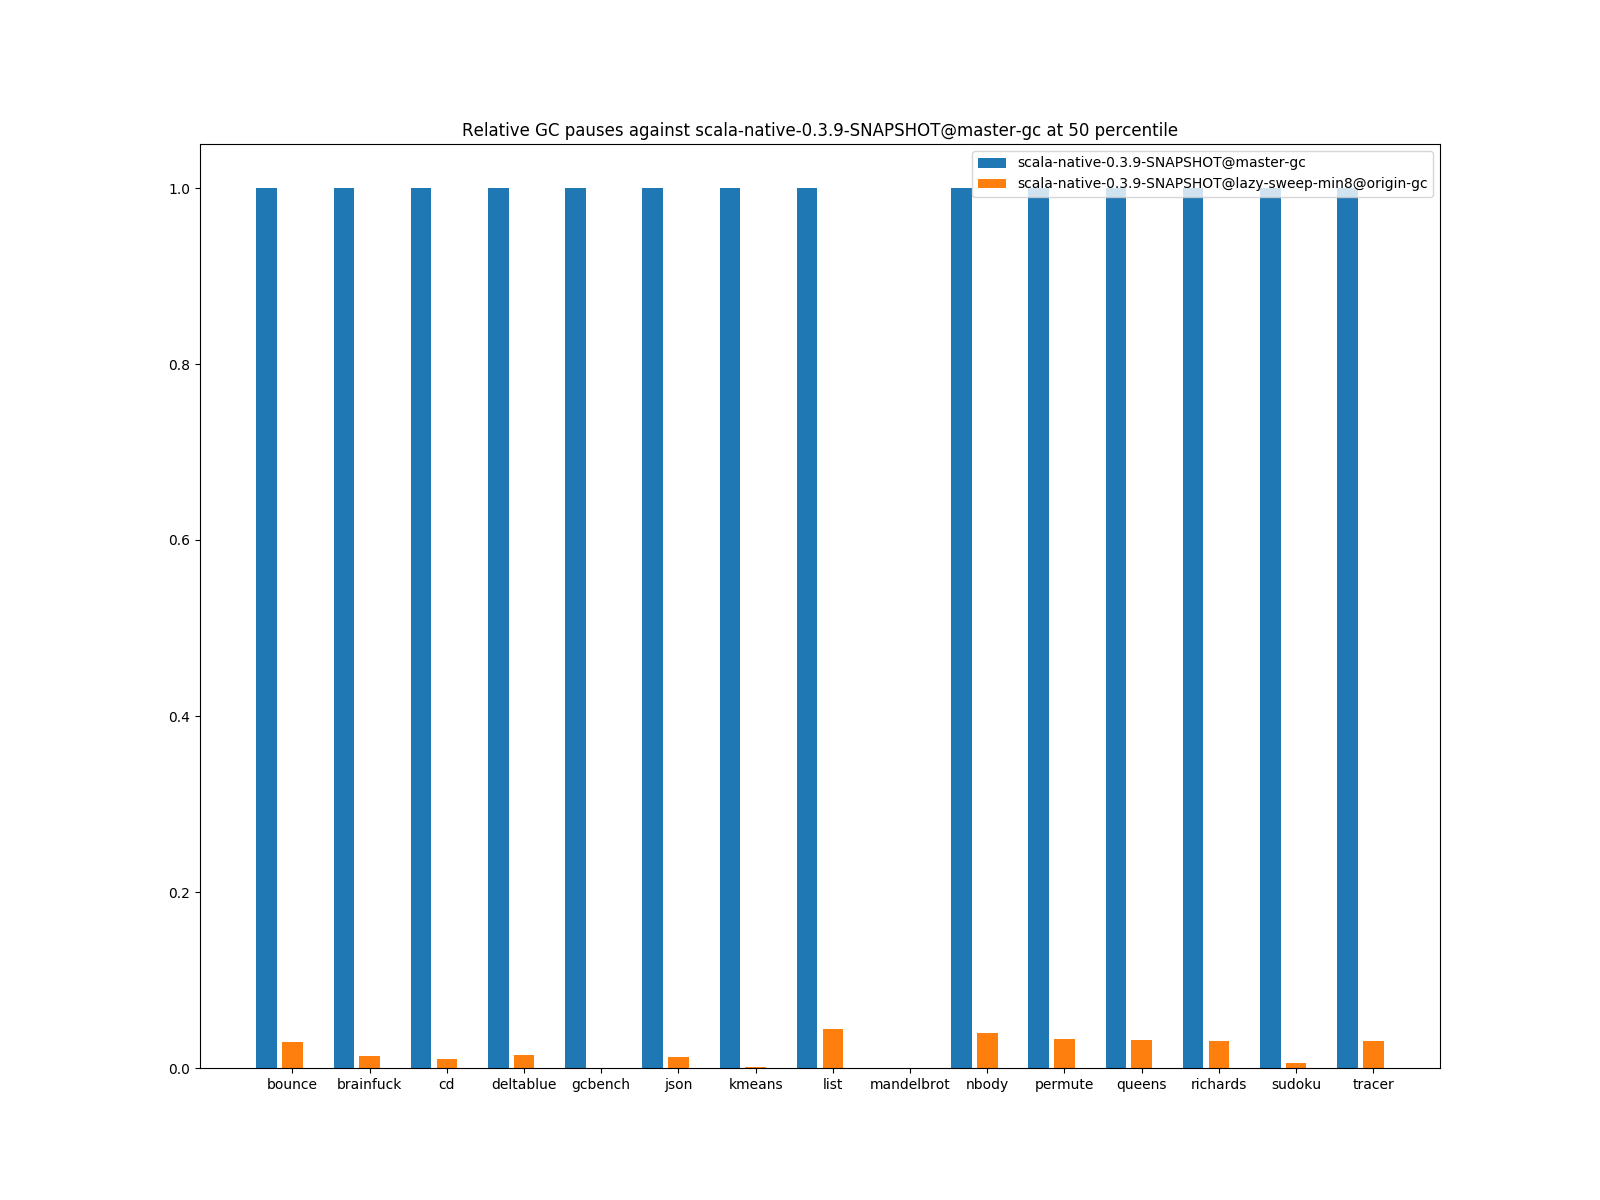 Relative GC pauses against scala-native-0.3.9-SNAPSHOT@master-gc at 50 percentile
scala-native-0.3.9-SNAPSHOT@master-gc
scala-native-0.3.9-SNAPSHOT@lazy-sweep-min8@origin-gc
1.0
0.8
0.6
0.4
0.2
0.0
bounce brainfuck cd deltablue gcbench json kmeans list mandelbrot nbody permute queens richards sudoku tracer